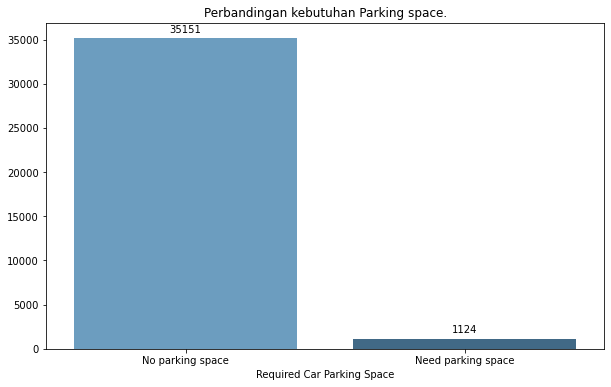 Perbandingan kebutuhan Parking space.
35151
1124
35000
30000
25000
20000
15000
10000
5000
0
No parking space
Need parking space
Required Car Parking Space